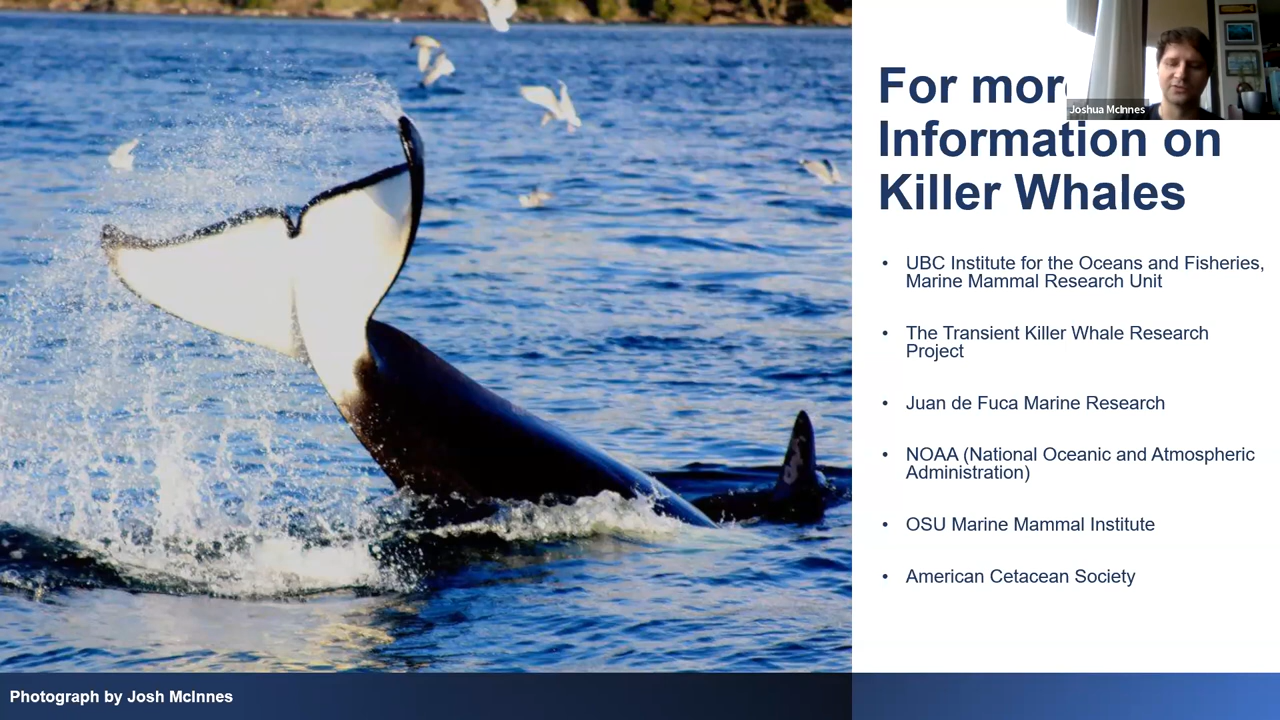 For more
Joshua McInnes
Information on
Killer Whales
• UBC Institute for the Oceans and Fisheries,
Marine Mammal Research Unit
• The Transient Killer Whale Research
Project
• Juan de Fuca Marine Research
• NOAA (National Oceanic and Atmospheric
Administration)
• OSU Marine Mammal Institute
• American Cetacean Society
Photograph by Josh McInnes